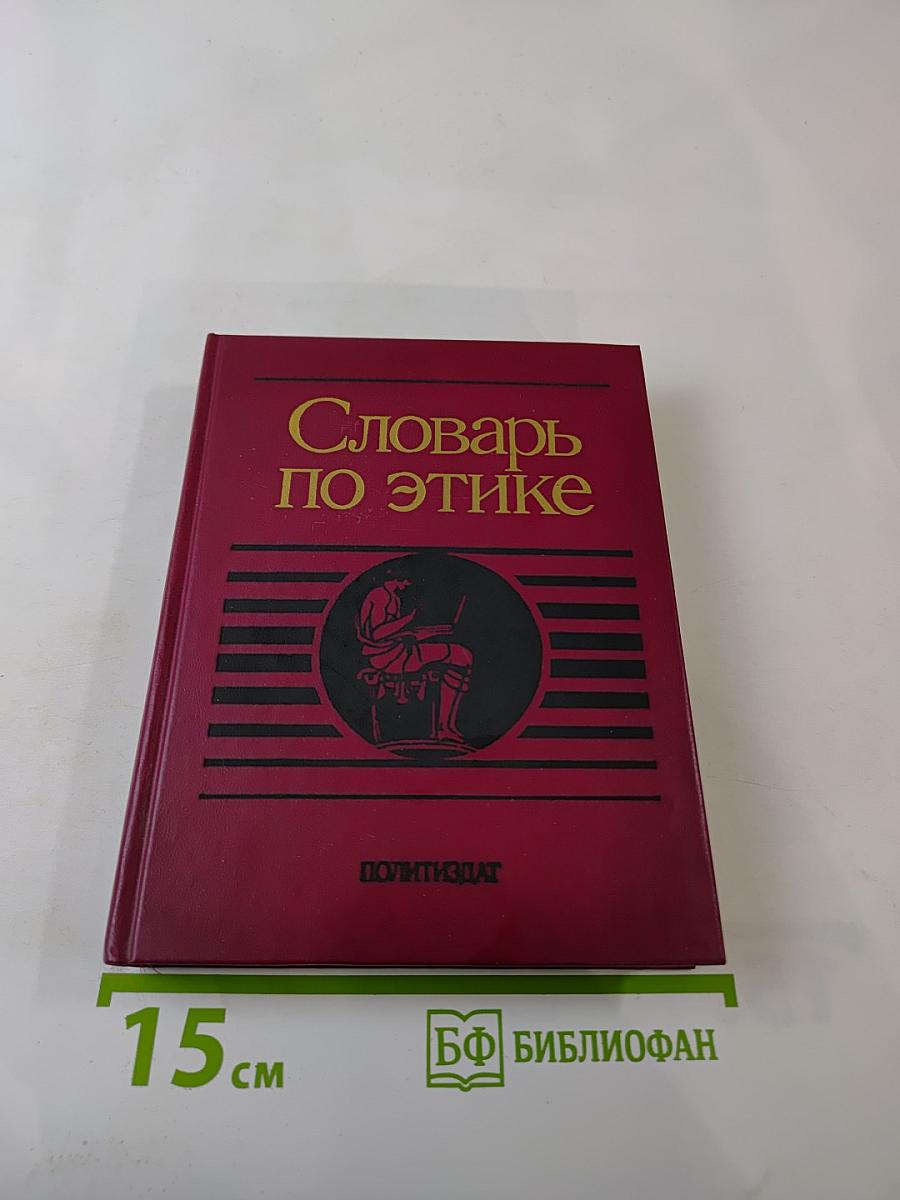 Словарь
по этике
ПОЛИТИЗДАТ
15 см
БФ БИБЛИОФАН